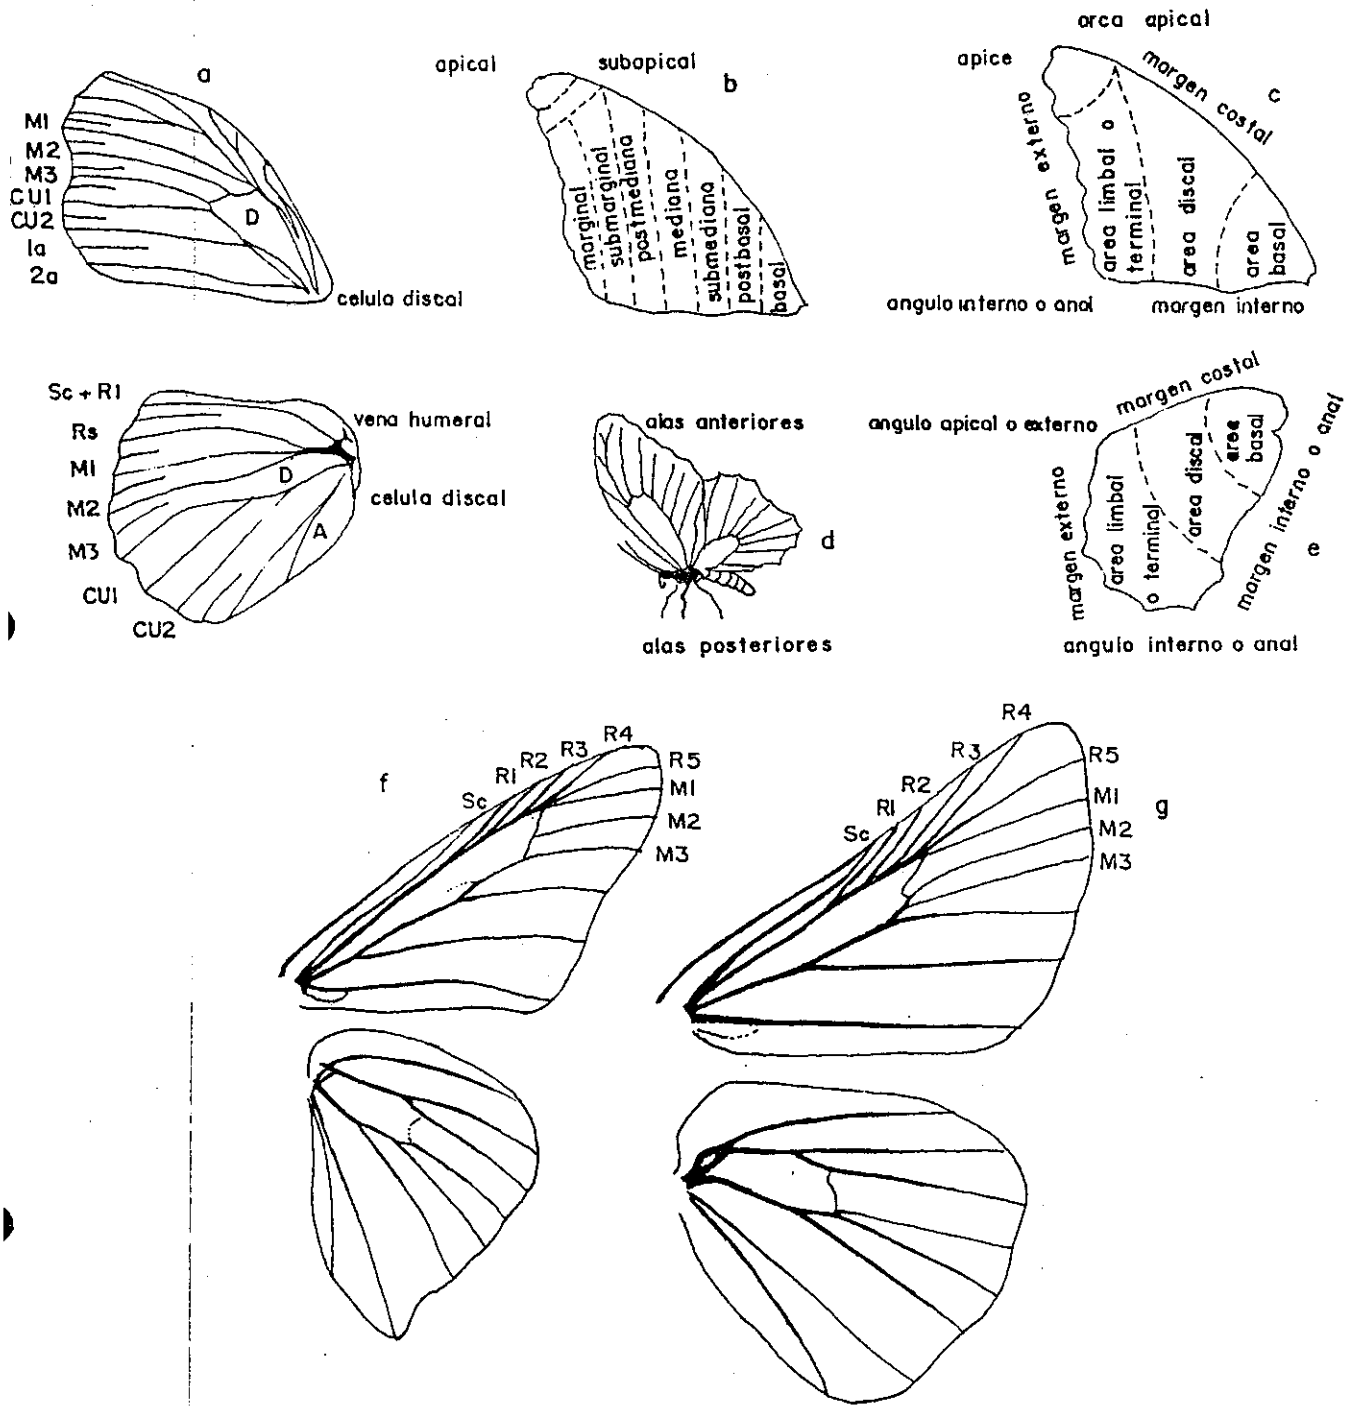 a
M1
M2
M3
CU1
CU2
1a
2a
D
celula discal
apical
subapical
b
marginal
submarginal
postmediana
mediana
submediana
postbasal
basal
orca apical
apice
margen costal
c
margen externo
area limbal o
terminal
area discal
area
basal
angulo interno o anal
margen interno
Sc + R1
Rs
M1
M2
M3
CU1
CU2
vena humeral
D
celula discal
A
alas anteriores
d
alas posteriores
margen costal
angulo apical o externo
margen externo
area limbal
o terminal
area discal
area
basal
margen interno o anal
e
angulo interno o anal
f
Sc
R1
R2
R3
R4
R5
M1
M2
M3
g
Sc
R1
R2
R3
R4
R5
M1
M2
M3